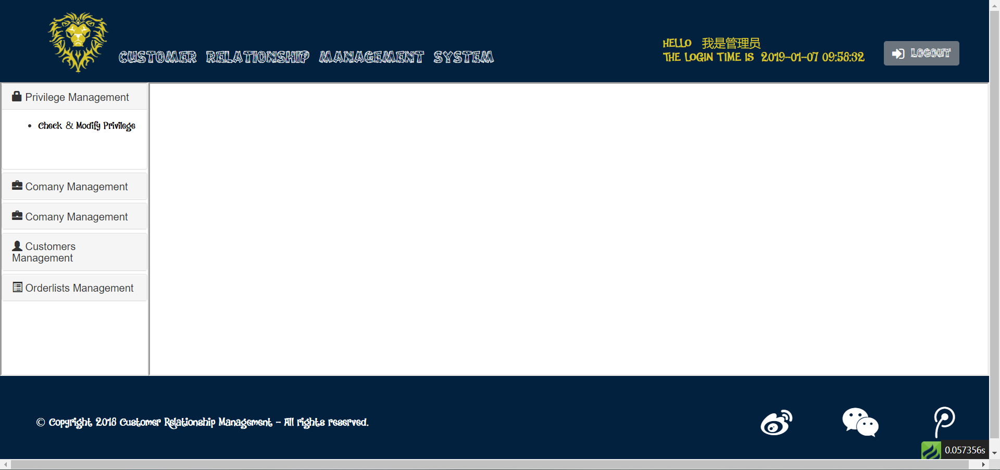 CUSTOMER RELATIONSHIP MANAGEMENT SYSTEM
HELLO 我是管理员
THE LOGIN TIME IS 2019-01-07 09:58:32
LOGOUT
Privilege Management
Check & Modify Privilege
Comany Management
Comany Management
Customers
Management
Orderlists Management
© Copyright 2018 Customer Relationship Management - All rights reserved.
0.057356s